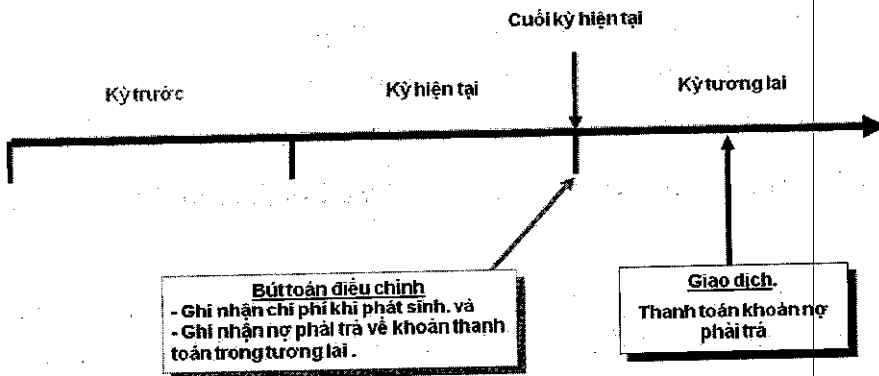 Cuối kỳ hiện tại
Kỳ trước
Kỳ hiện tại
Kỳ tương lai
Bút toán điều chỉnh
- Ghi nhận chi phí khi phát sinh. và
- Ghi nhận nợ phải trả về khoản thanh
toán trong tương lai .
Giao dịch.
Thanh toán khoản nợ
phải trả